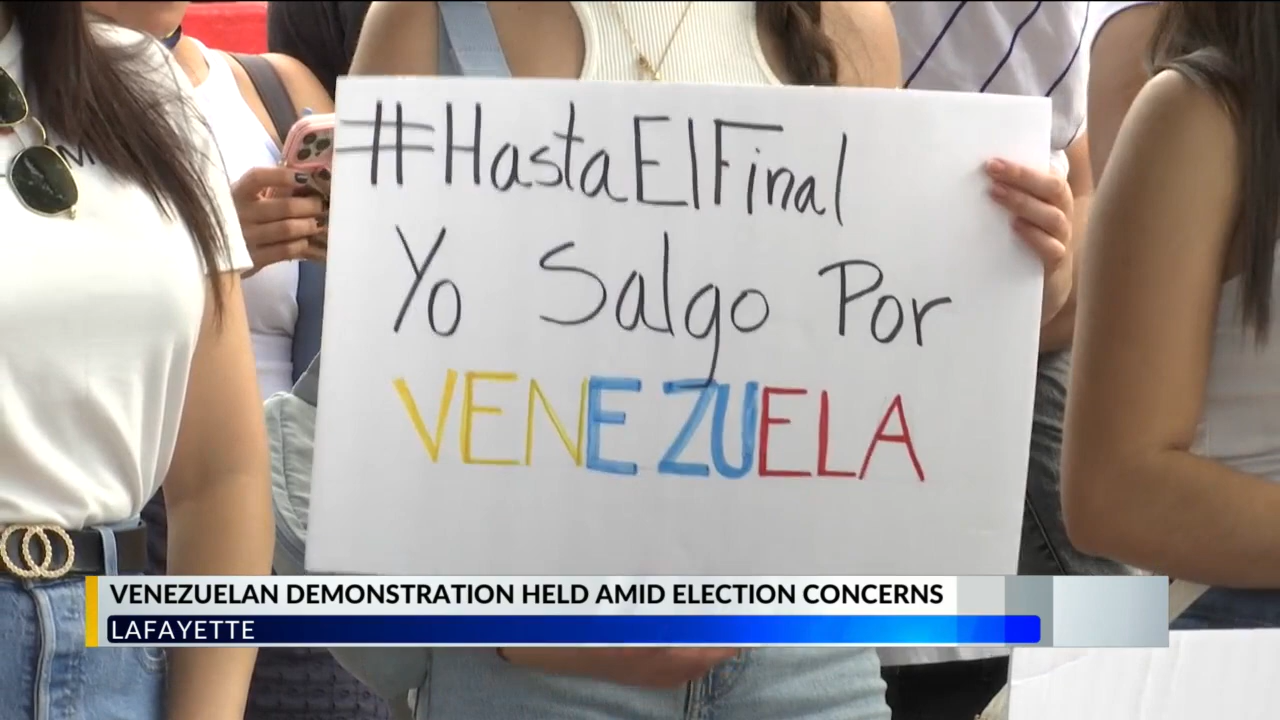 #HastaElFinal
Yo Salgo Por
VENEZUELA
VENEZUELAN DEMONSTRATION HELD AMID ELECTION CONCERNS
LAFAYETTE